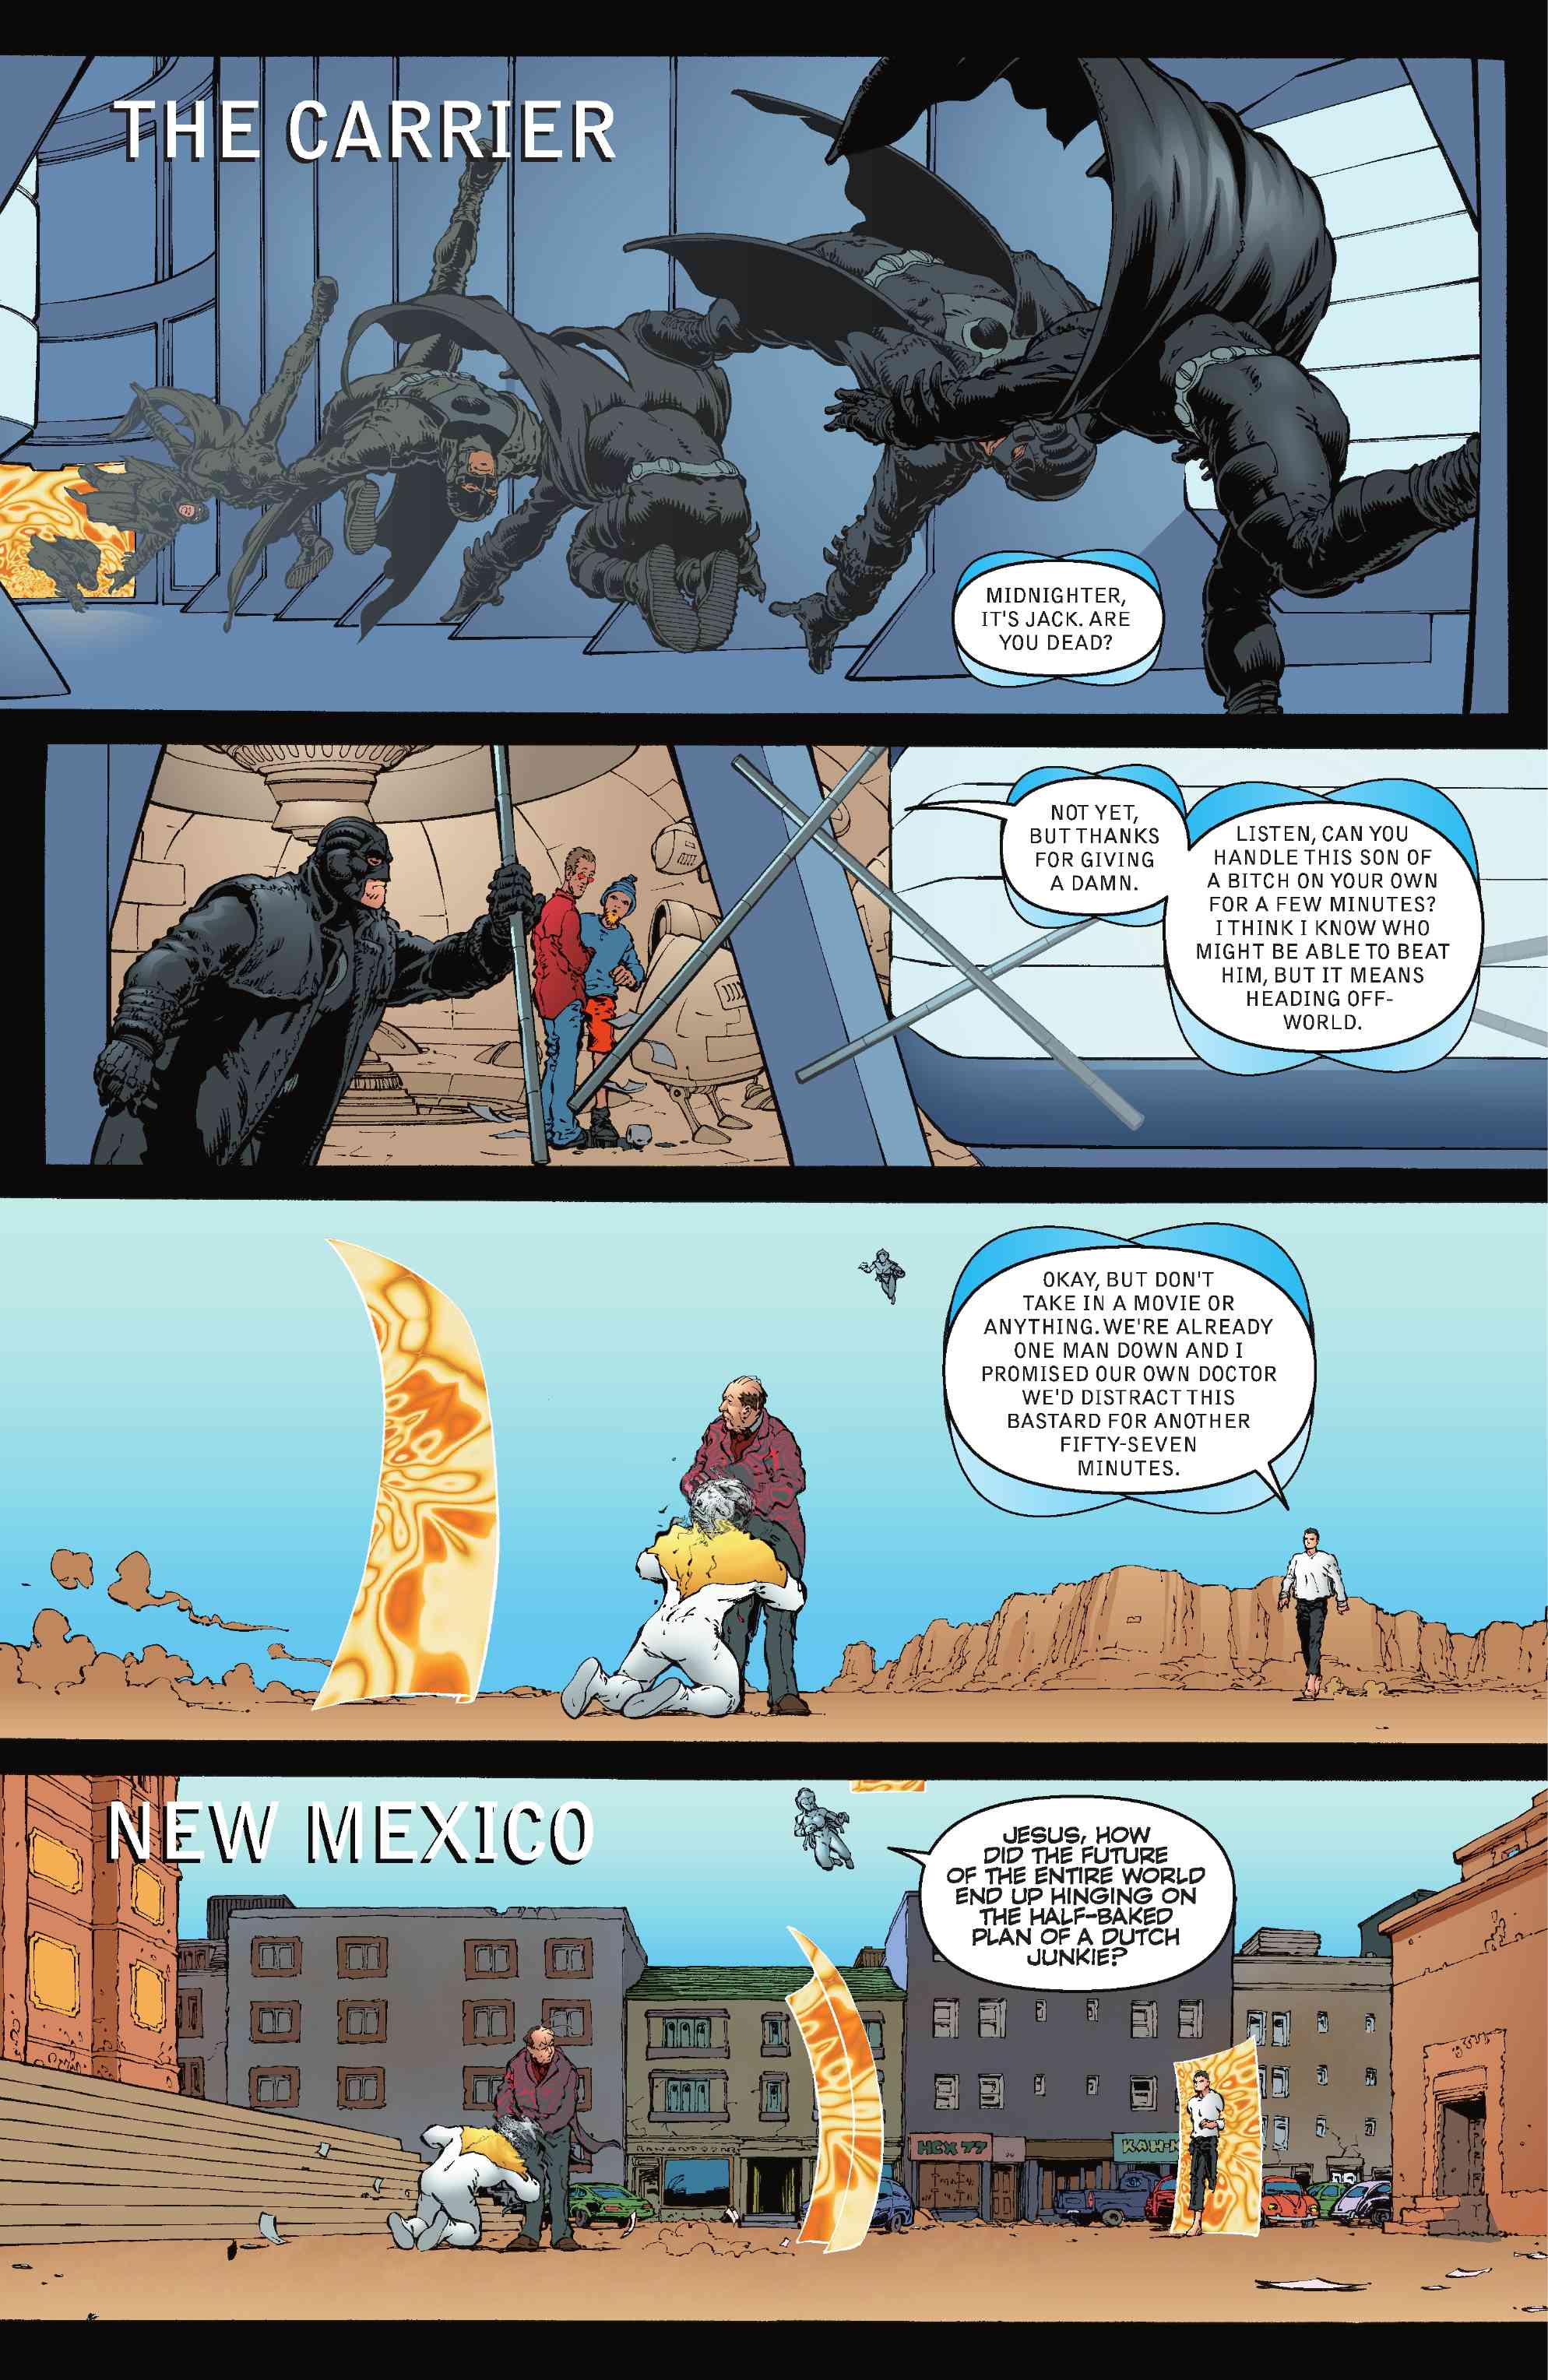 THE CARRIER
MIDNIGHTER,
IT'S JACK. ARE
YOU DEAD?
NOT YET,
BUT THANKS
FOR GIVING
A DAMN.
LISTEN, CAN YOU
HANDLE THIS SON OF
A BITCH ON YOUR OWN
FOR A FEW MINUTES?
I THINK I KNOW WHO
MIGHT BE ABLE TO BEAT
HIM, BUT IT MEANS
HEADING OFF-
WORLD.
OKAY, BUT DON'T
TAKE IN A MOVIE OR
ANYTHING. WE'RE ALREADY
ONE MAN DOWN AND I
PROMISED OUR OWN DOCTOR
WE'D DISTRACT THIS
BASTARD FOR ANOTHER
FIFTY-SEVEN
MINUTES.
NEW MEXICO
JESUS, HOW
DID THE FUTURE
OF THE ENTIRE WORLD
END UP HINGING ON
THE HALF-BAKED
PLAN OF A DUTCH
JUNKIE?
HCX 77